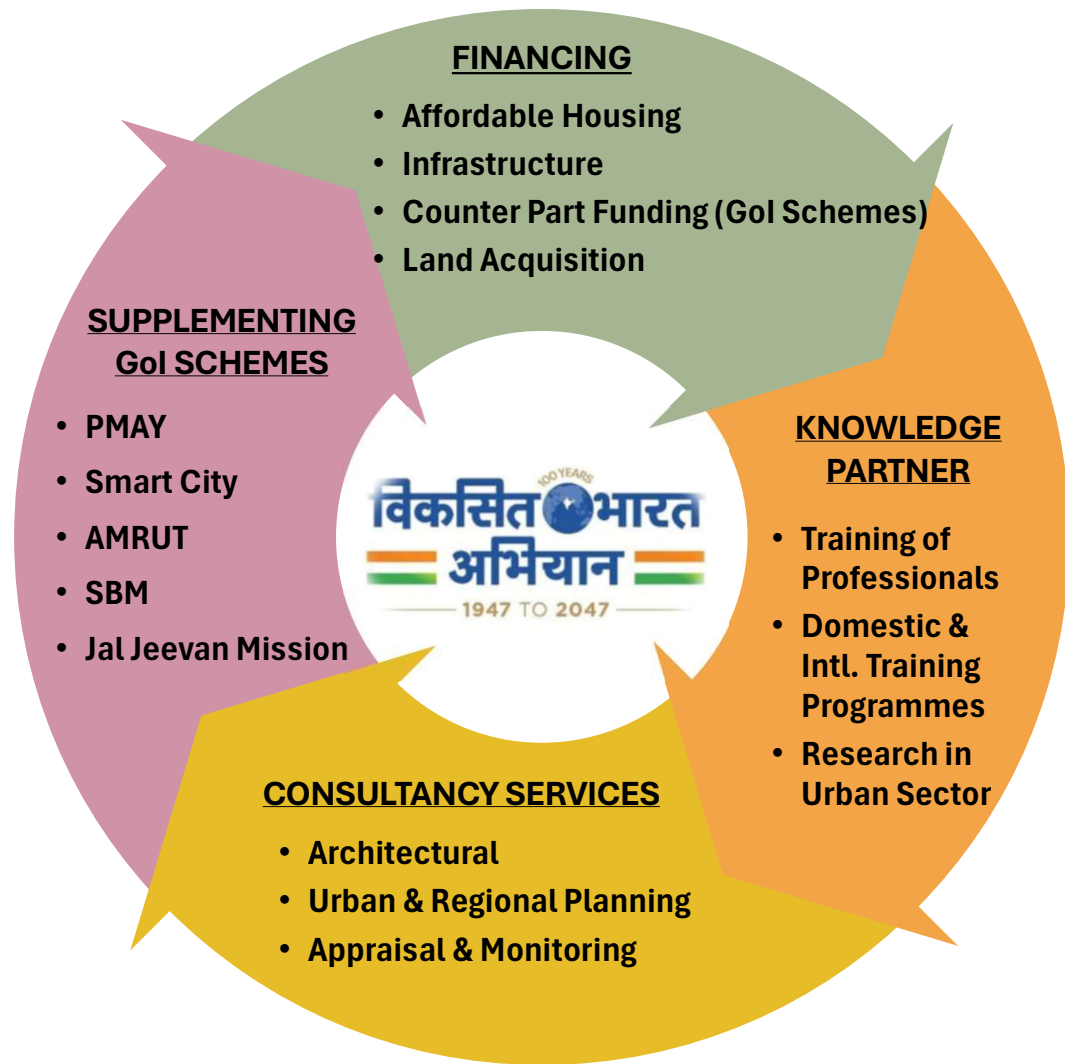 FINANCING
• Affordable Housing
• Infrastructure
• Counter Part Funding (GoI Schemes)
• Land Acquisition
KNOWLEDGE
PARTNER
• Training of
Professionals
• Domestic &
Intl. Training
Programmes
• Research in
Urban Sector
CONSULTANCY SERVICES
• Architectural
• Urban & Regional Planning
• Appraisal & Monitoring
SUPPLEMENTING
GoI SCHEMES
• PMAY
• Smart City
• AMRUT
• SBM
• Jal Jeevan Mission
100 YEARS
विकसित भारत
अभियान
1947 TO 2047